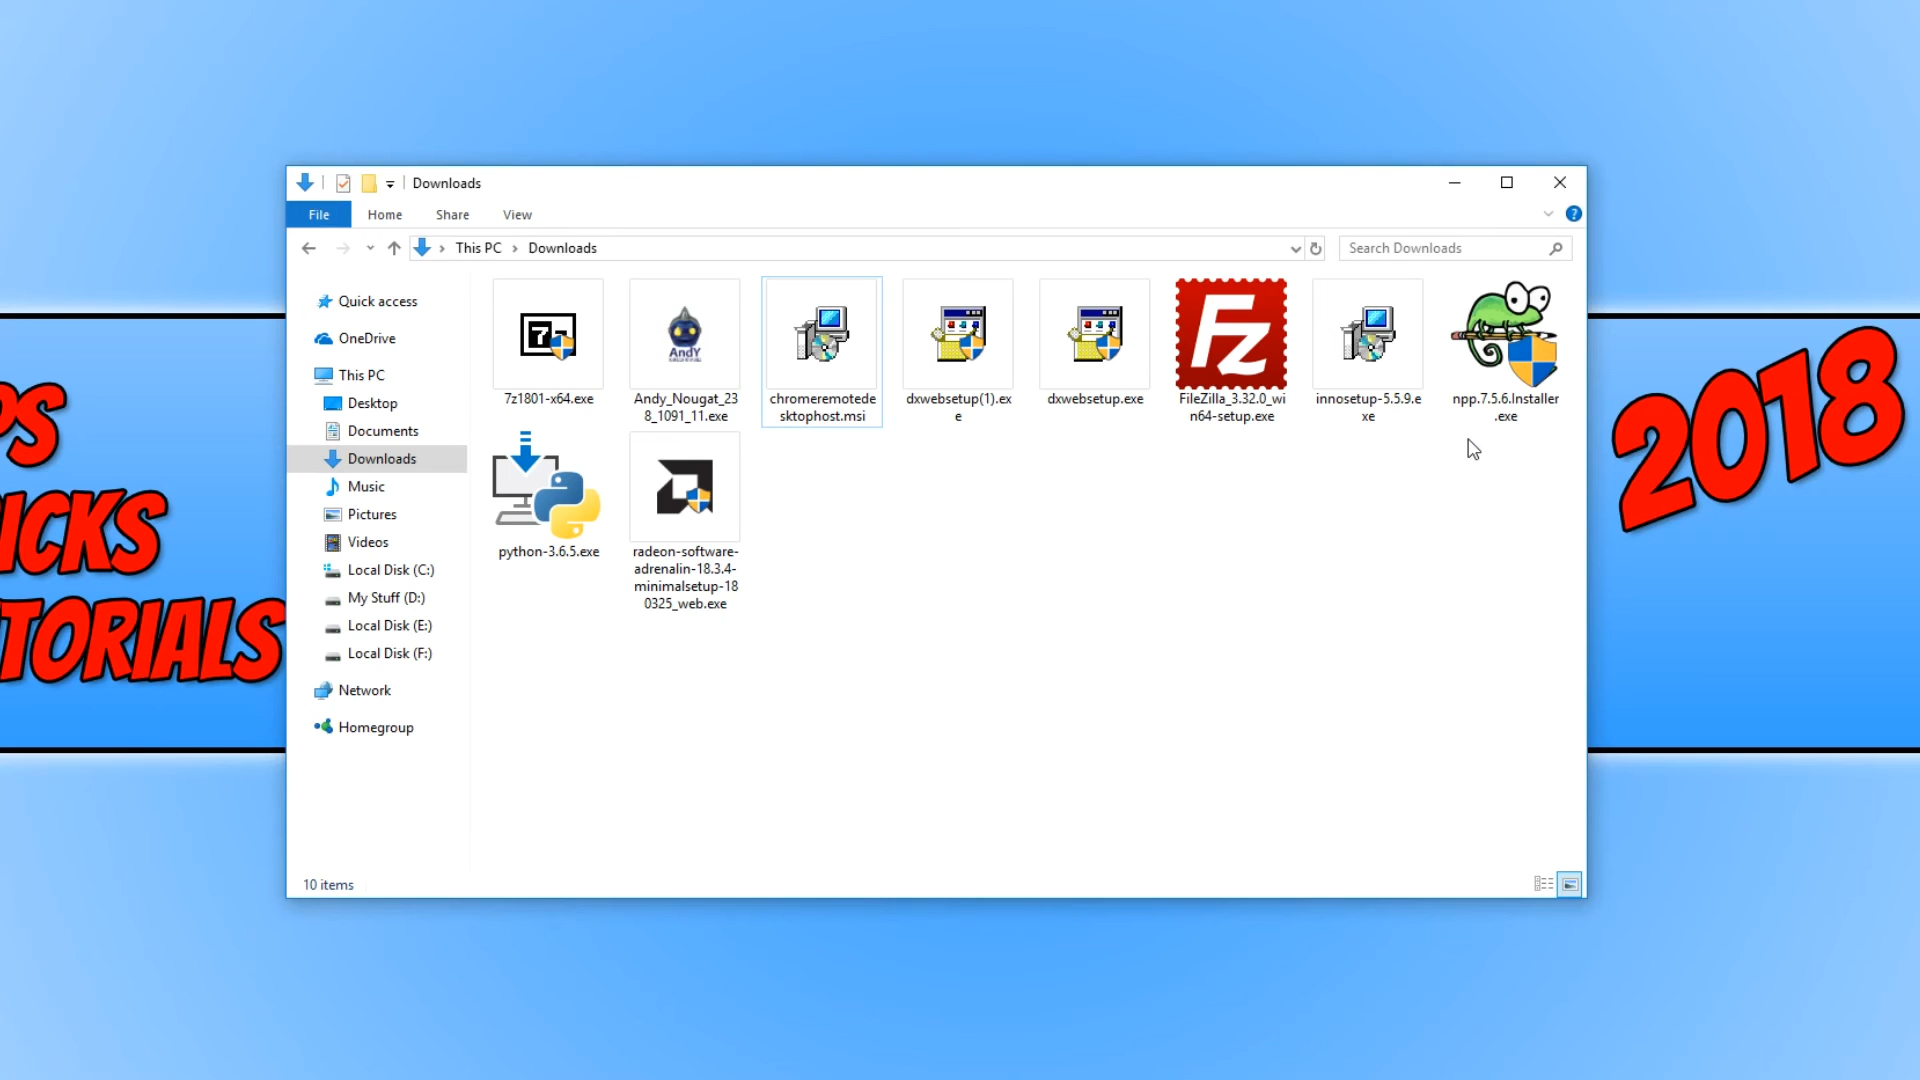 Downloads
File Home Share View
This PC Downloads
Search Downloads
Quick access
OneDrive
This PC
Desktop
Documents
Downloads
Music
Pictures
Videos
Local Disk (C:)
My Stuff (D:)
Local Disk (E:)
Local Disk (F:)
Network
Homegroup
7z1801-x64.exe
AndY
Andy_Nougat_23
8_1091_11.exe
chromeremotede
sktophost.msi
dxwebsetup(1).ex
e
dxwebsetup.exe
Fz
FileZilla_3.32.0_wi
n64-setup.exe
innosetup-5.5.9.e
xe
npp.7.5.6.Installer
.exe
python-3.6.5.exe
radeon-software-
adrenalin-18.3.4-
minimalsetup-18
0325_web.exe
10 items
PS
ICKS
TORIALS
2018